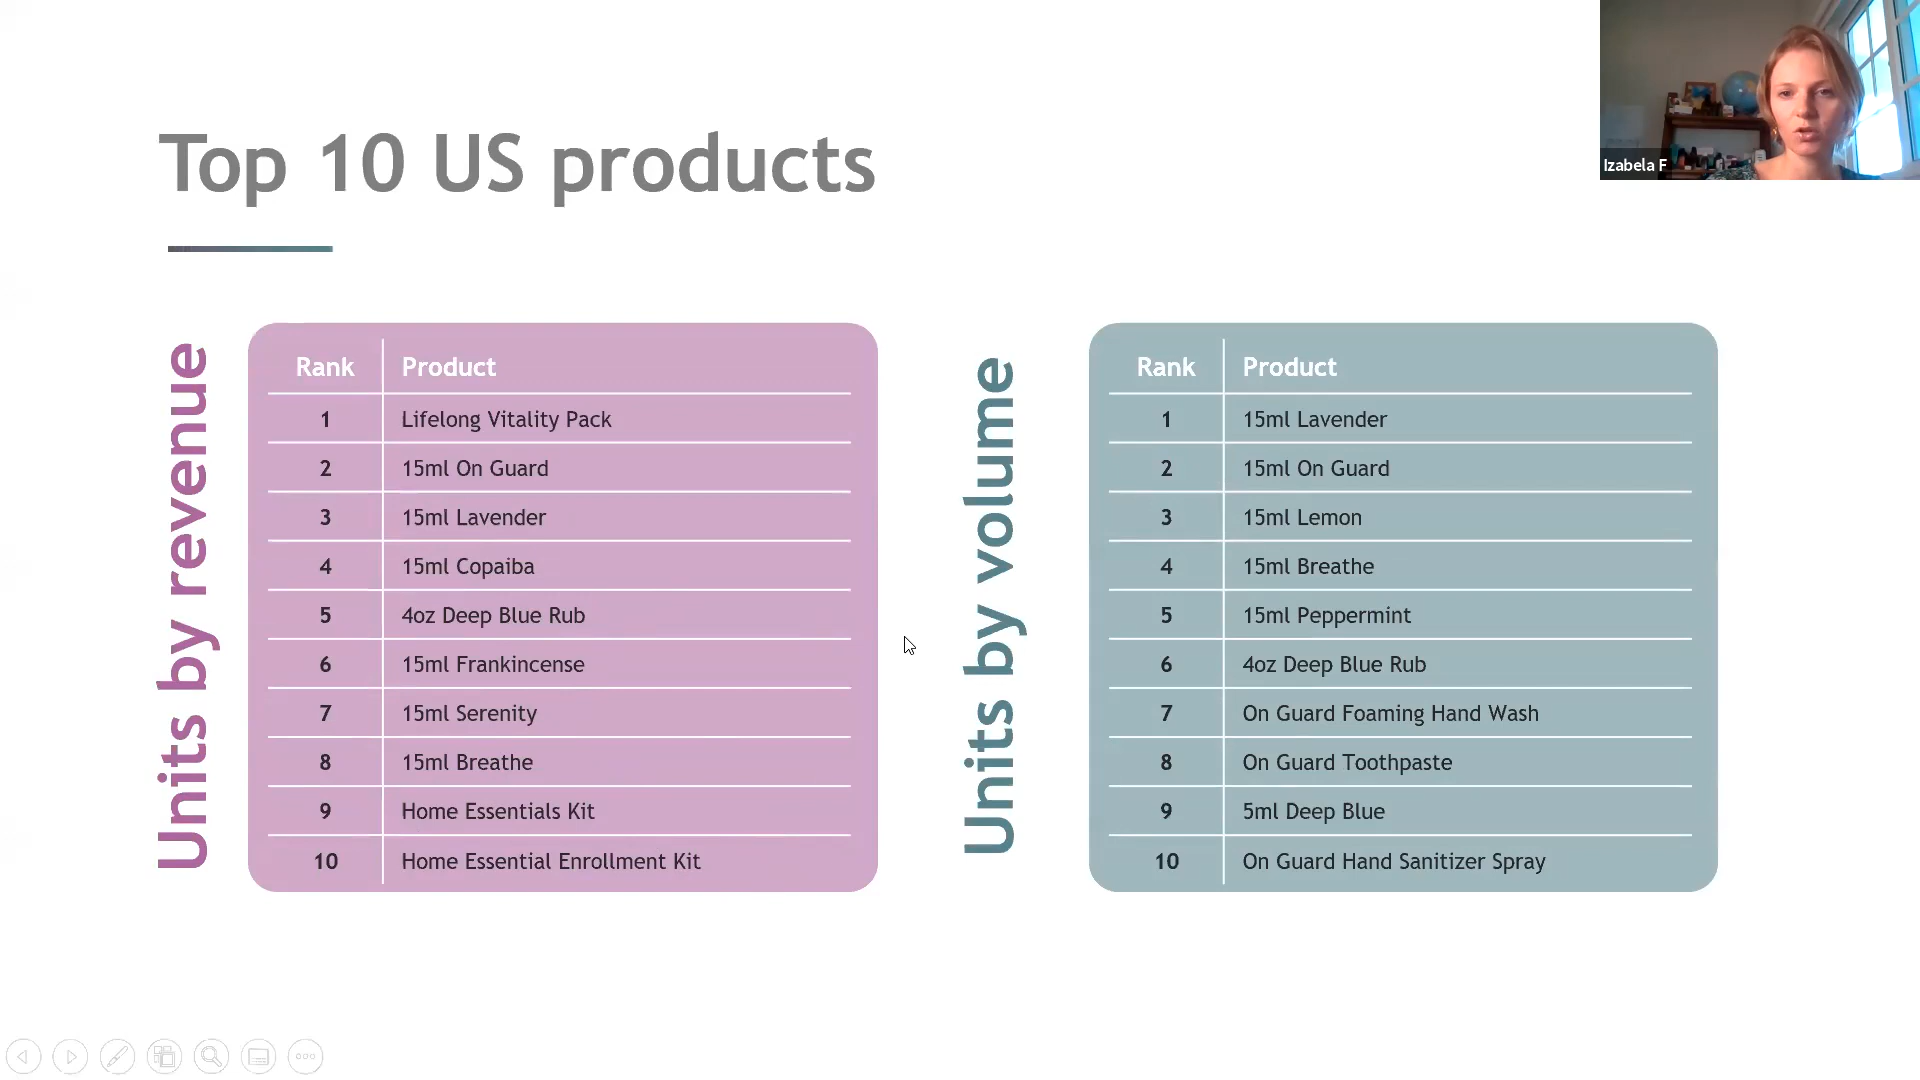 Top 10 US products
Izabela F
Units by revenue
Rank Product
1 Lifelong Vitality Pack
2 15ml On Guard
3 15ml Lavender
4 15ml Copaiba
5 4oz Deep Blue Rub
6 15ml Frankincense
7 15ml Serenity
8 15ml Breathe
9 Home Essentials Kit
10 Home Essential Enrollment Kit
Units by volume
Rank Product
1 15ml Lavender
2 15ml On Guard
3 15ml Lemon
4 15ml Breathe
5 15ml Peppermint
6 4oz Deep Blue Rub
7 On Guard Foaming Hand Wash
8 On Guard Toothpaste
9 5ml Deep Blue
10 On Guard Hand Sanitizer Spray